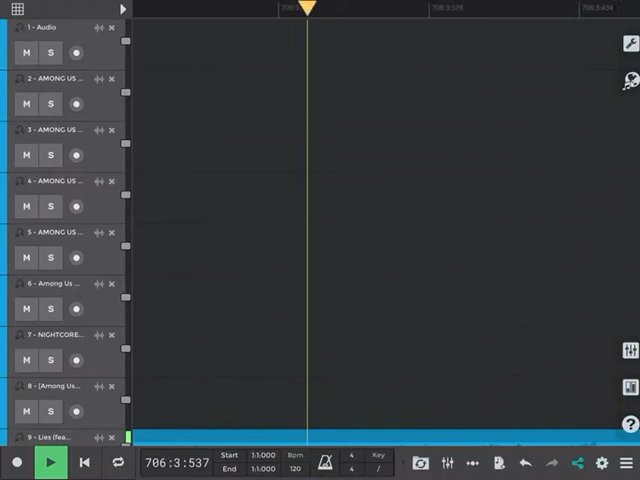 706:3:378
706:3:434
1 - Audio
M S
2 - AMONG US ...
M S
3 - AMONG US ...
M S
4 - AMONG US ...
M S
5 - AMONG US ...
M S
6 - Among Us ...
M S
7 - NIGHTCORE...
M S
8 - [Among Us...
M S
9 - Lies (fea...
?
706:3:537
Start 1:1:000
End 1:1:000
Bpm
120
4
4
Key
/